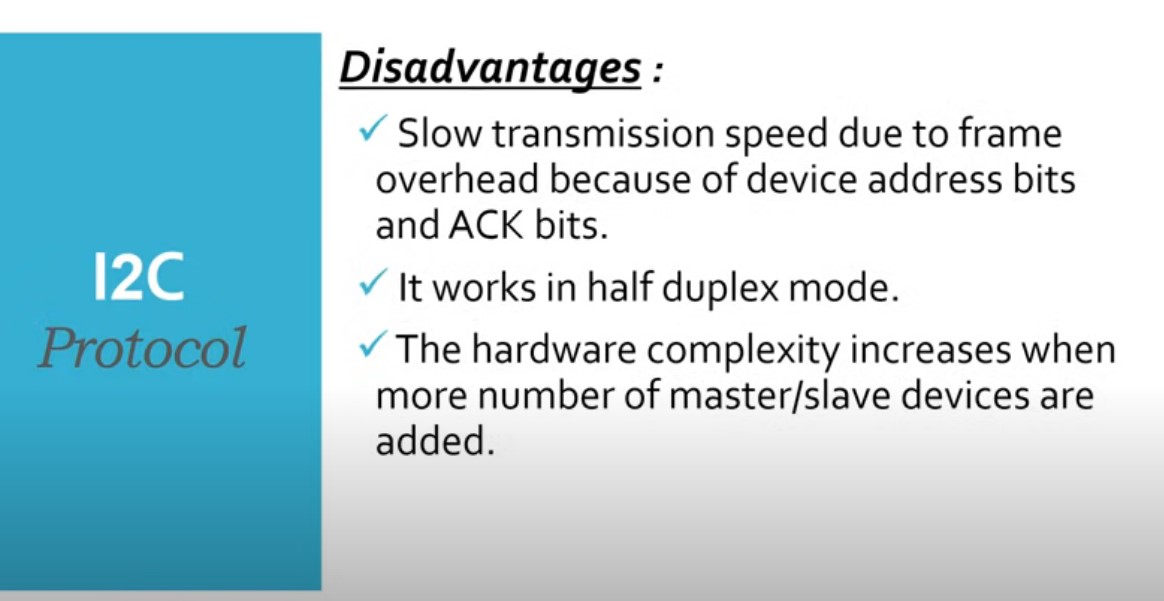 I2C
Protocol
Disadvantages :
✓ Slow transmission speed due to frame
overhead because of device address bits
and ACK bits.
✓ It works in half duplex mode.
✓ The hardware complexity increases when
more number of master/slave devices are
added.